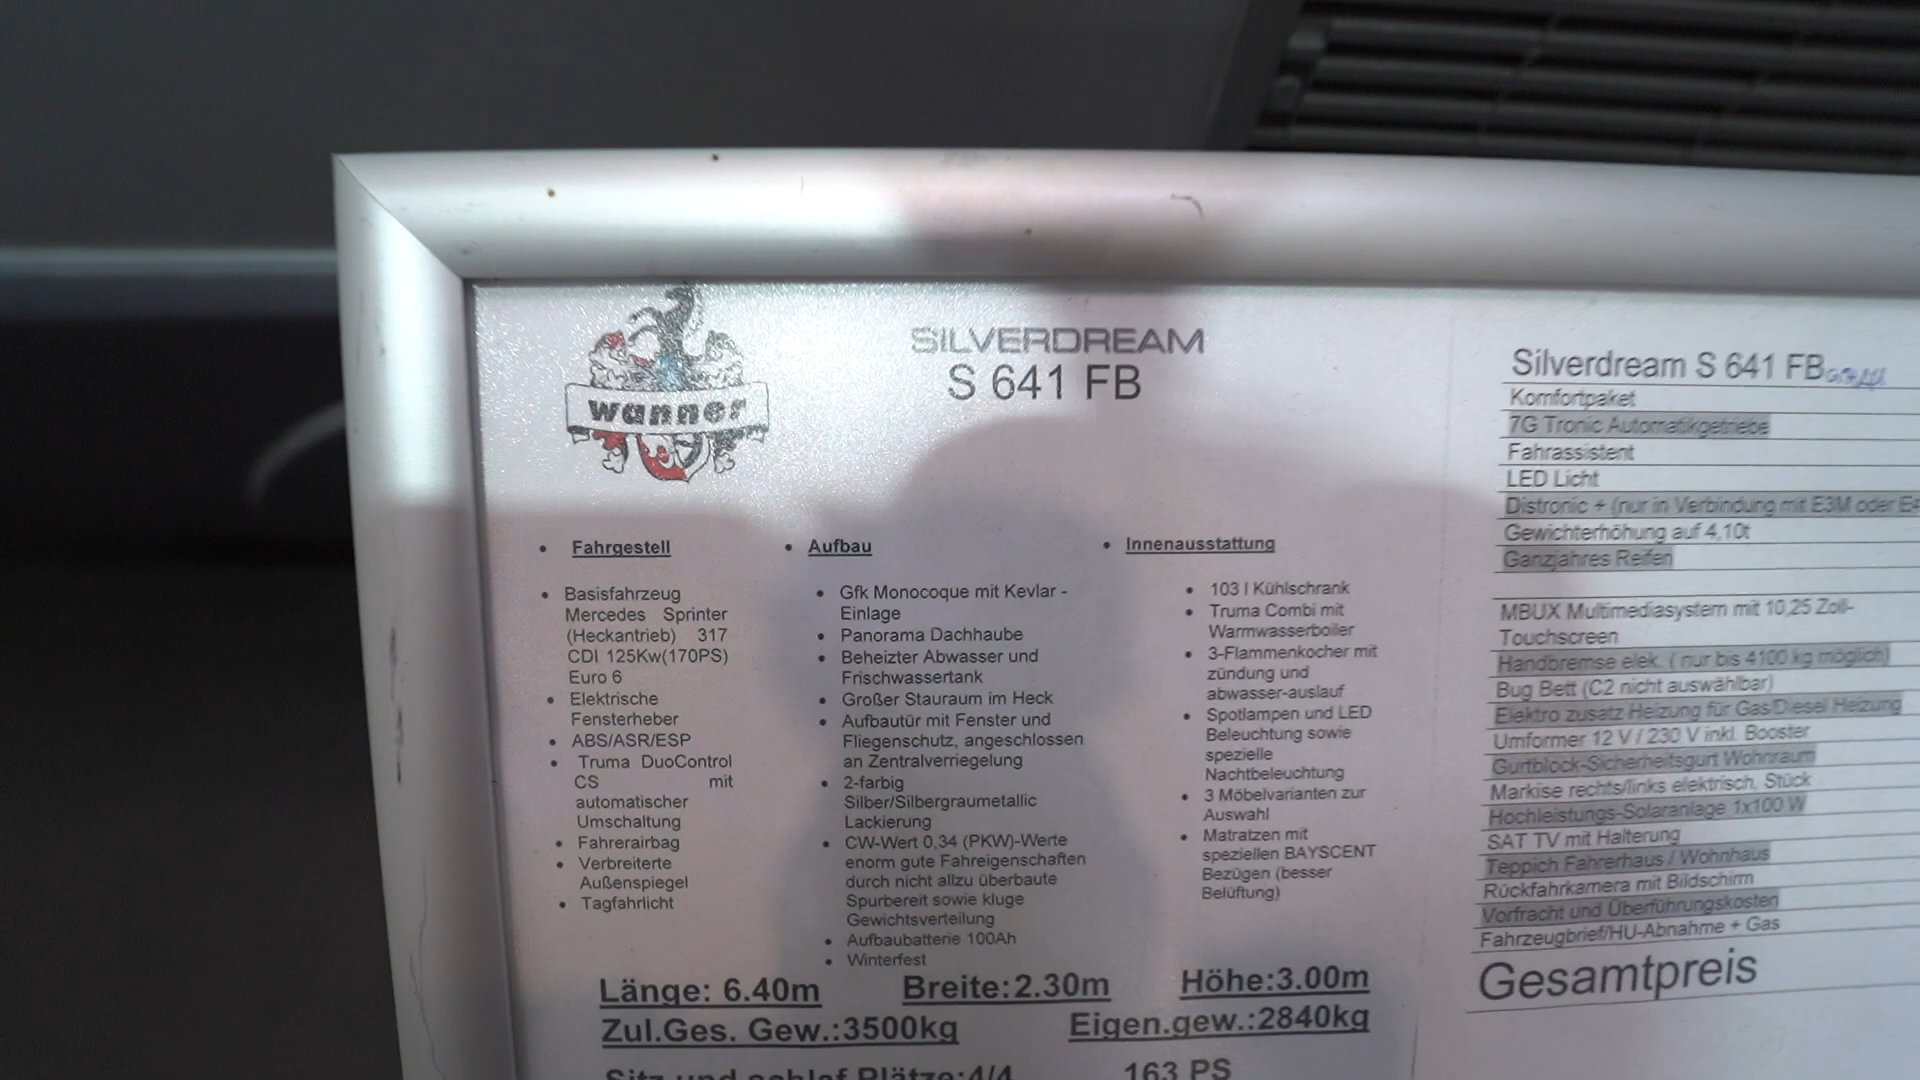 wanner
SILVERDREAM
S 641 FB
• Fahrgestell
• Basisfahrzeug
Mercedes Sprinter
(Heckantrieb) 317
CDI 125Kw(170PS)
Euro 6
• Elektrische
Fensterheber
• ABS/ASR/ESP
• Truma DuoControl
CS mit
automatischer
Umschaltung
• Fahrerairbag
• Verbreiterte
Außenspiegel
• Tagfahrlicht
• Aufbau
• Gfk Monocoque mit Kevlar -
Einlage
• Panorama Dachhaube
• Beheizter Abwasser und
Frischwassertank
• Großer Stauraum im Heck
• Aufbautür mit Fenster und
Fliegenschutz, angeschlossen
an Zentralverriegelung
• 2-farbig
Silber/Silbergraumetallic
Lackierung
• CW-Wert 0,34 (PKW)-Werte
enorm gute Fahreigenschaften
durch nicht allzu überbaute
Spurbereit sowie kluge
Gewichtsverteilung
• Aufbaubatterie 100Ah
• Winterfest
• Innenausstattung
• 103 l Kühlschrank
• Truma Combi mit
Warmwasserboiler
• 3-Flammenkocher mit
zündung und
abwasser-auslauf
• Spotlampen und LED
Beleuchtung sowie
spezielle
Nachtbeleuchtung
• 3 Möbelvarianten zur
Auswahl
• Matratzen mit
speziellen BAYSCENT
Bezügen (besser
Belüftung)
Länge: 6.40m Breite:2.30m Höhe:3.00m
Zul.Ges. Gew.:3500kg Eigen.gew.:2840kg
Sitz und schlaf Plätze:4/4 163 PS
Silverdream S 641 FB
Komfortpaket
7G Tronic Automatikgetriebe
Fahrassistent
LED Licht
Distronic + (nur in Verbindung mit E3M oder
Gewichterhöhung auf 4,10t
Ganzjahres Reifen
MBUX Multimediasystem mit 10,25 Zoll-
Touchscreen
Handbremse elek. ( nur bis 4100 kg möglich)
Bug Bett (C2 nicht auswählbar)
Elektro zusatz Heizung für Gas/Diesel Heizung
Umformer 12 V / 230 V inkl. Booster
Gurtblock-Sicherheitsgurt Wohnraum
Markise rechts/links elektrisch, Stück
Hochleistungs-Solaranlage 1x100 W
SAT TV mit Halterung
Teppich Fahrerhaus / Wohnhaus
Rückfahrkamera mit Bildschirm
Vorfracht und Überführungskosten
Fahrzeugbrief/HU-Abnahme + Gas
Gesamtpreis